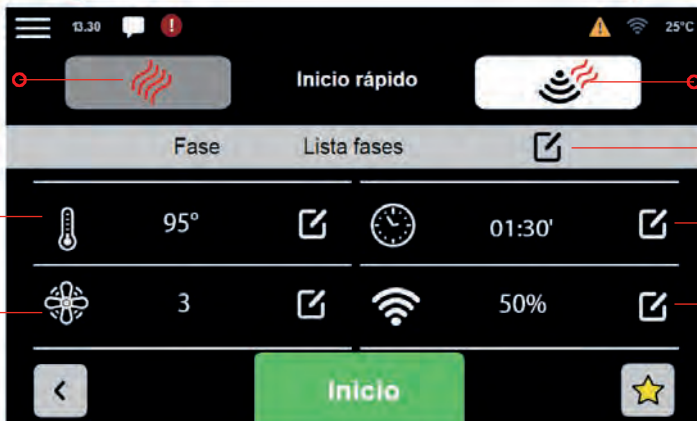 13.30 25°C
Inicio rápido
Fase Lista fases
95° 01:30'
3 50%
Inicio